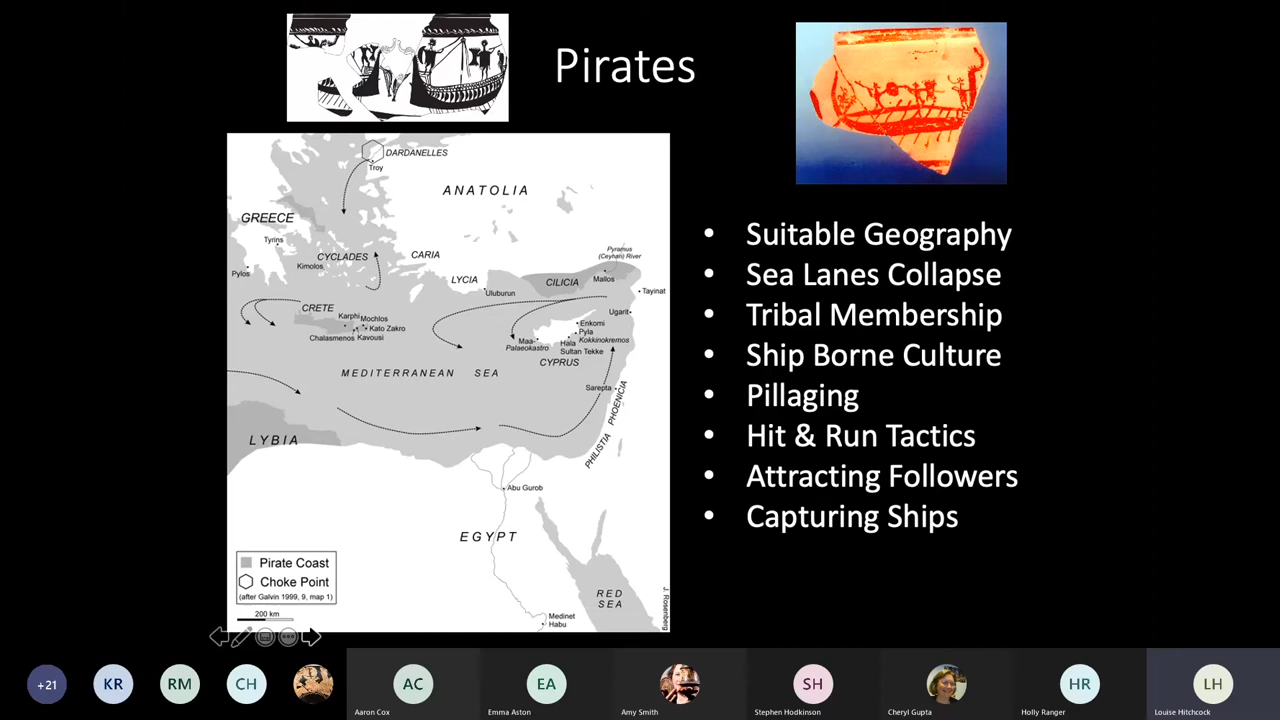 Pirates
DARDANELLES
Troy
ANATOLIA
GREECE
Tyrins
CYCLADES
CARIA
Pyramus
(Ceyhan) River
Pylos
Kimolos
LYCIA
Uluburun
CILICIA
Mallos
Tayinat
CRETE
Karphi
Mochlos
Kato Zakro
Chalasmenos
Kavousi
Ugarit
Enkomi
Pyla
Kokkinokremos
Maa-
Palaeokastro
Hala
Sultan Tekke
CYPRUS
MEDITERRANEAN SEA
Sarepta
PHOENICIA
PHILISTIA
LYBIA
Abu Gurob
EGYPT
RED
SEA
Medinet
Habu
J. Rosenberg
Pirate Coast
Choke Point
(after Galvin 1999, 9, map 1)
200 km
• Suitable Geography
• Sea Lanes Collapse
• Tribal Membership
• Ship Borne Culture
• Pillaging
• Hit & Run Tactics
• Attracting Followers
• Capturing Ships
+21
KR
RM
CH
AC
Aaron Cox
EA
Emma Aston
Amy Smith
SH
Stephen Hodkinson
Cheryl Gupta
HR
Holly Ranger
LH
Louise Hitchcock